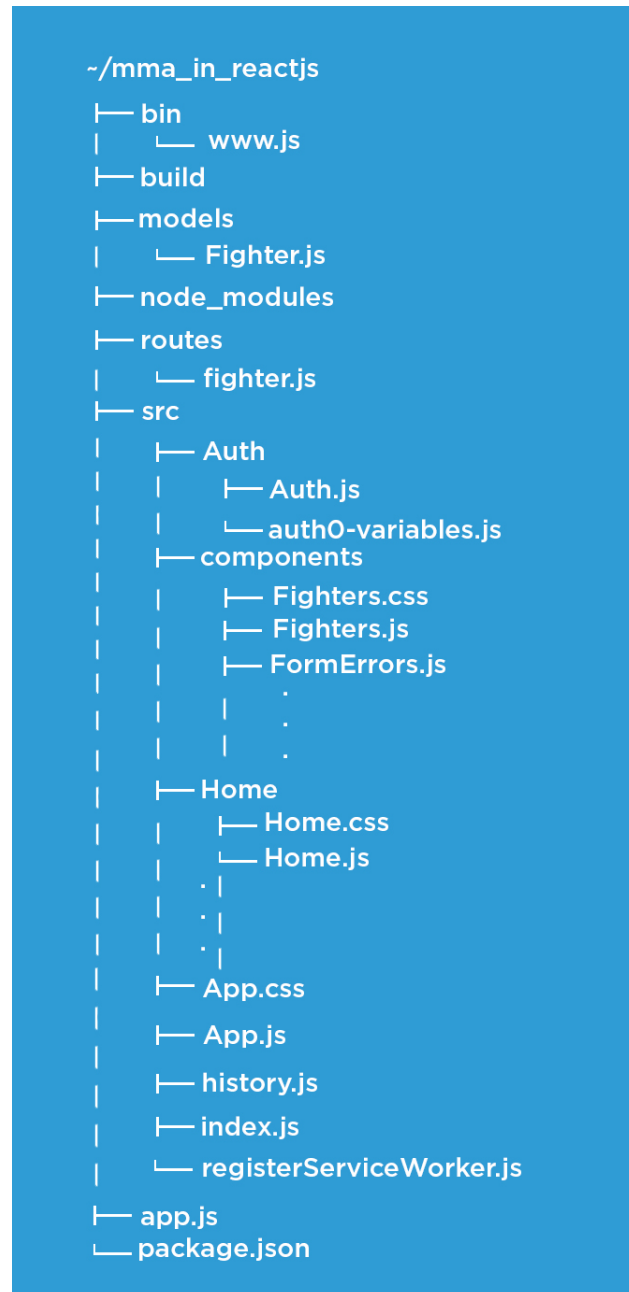 ~/mma_in_reactjs
├── bin
|   └── www.js
├── build
├── models
|   └── Fighter.js
├── node_modules
├── routes
|   └── fighter.js
├── src
|   ├── Auth
|   |   ├── Auth.js
|   |   └── auth0-variables.js
|   ├── components
|   |   ├── Fighters.css
|   |   ├── Fighters.js
|   |   ├── FormErrors.js
|   |   |   .
|   |   |   .
|   |   |   .
|   ├── Home
|   |   ├── Home.css
|   |   └── Home.js
|   |   . |
|   |   . |
|   |   . |
|   ├── App.css
|   ├── App.js
|   ├── history.js
|   ├── index.js
|   └── registerServiceWorker.js
├── app.js
└── package.json